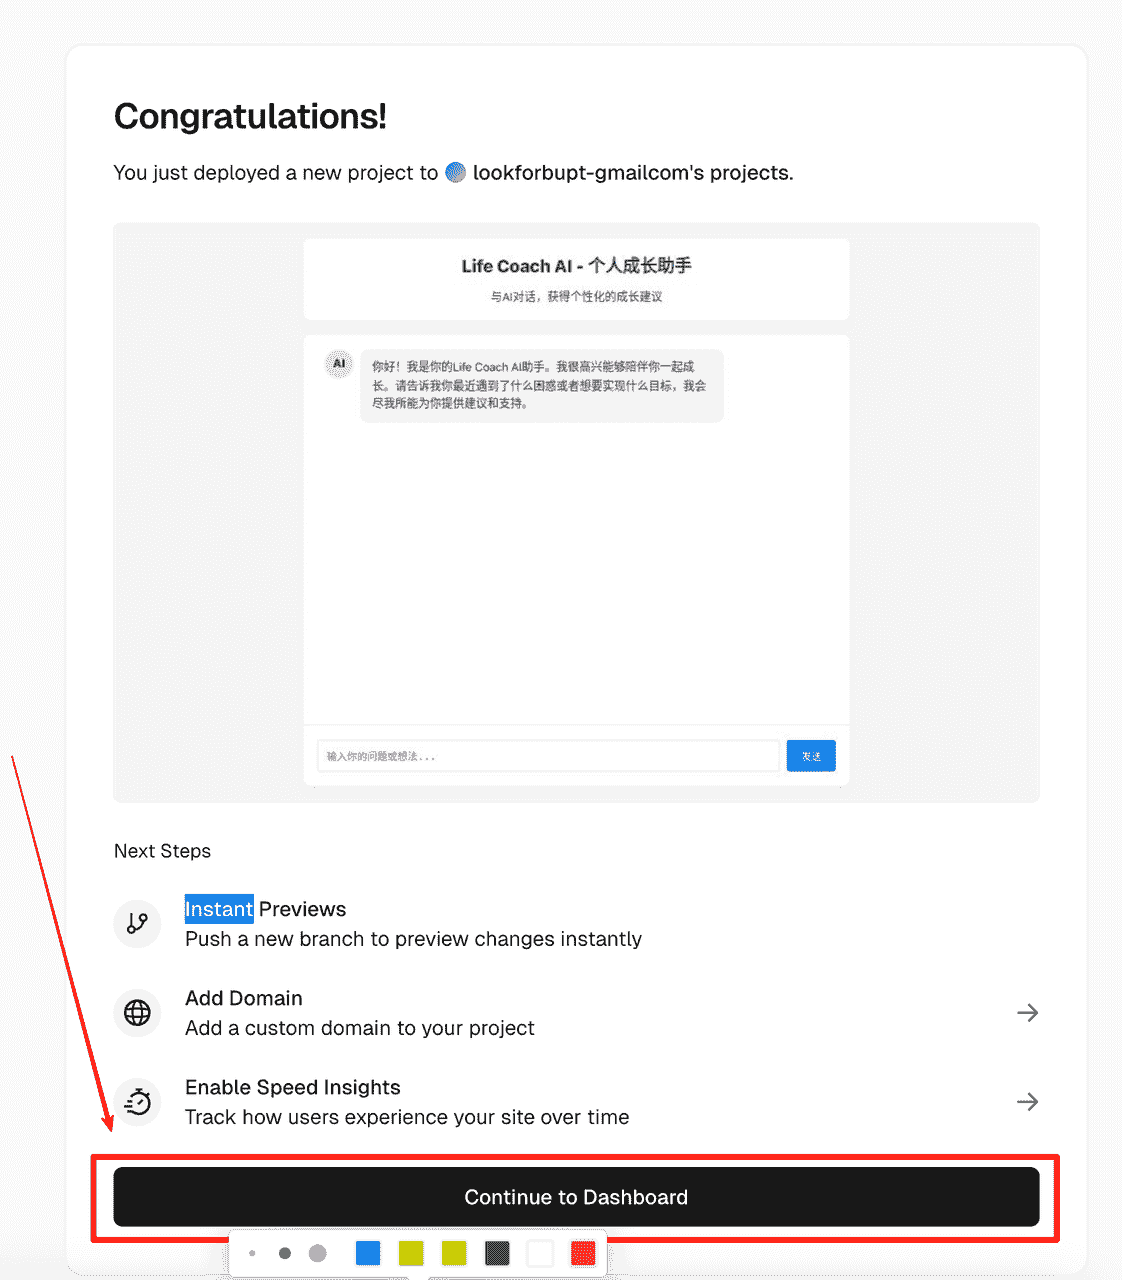 Congratulations!
You just deployed a new project to lookforbupt-gmailcom's projects.
Life Coach AI - 个人成长助手
与AI对话，获得个性化的成长建议
AI
你好！我是你的Life Coach AI助手。我很高兴能够陪伴你一起成
长。请告诉我你最近遇到了什么困惑或者想要实现什么目标，我会
尽我所能为你提供建议和支持。
输入你的问题或想法...
发送
Next Steps
Instant Previews
Push a new branch to preview changes instantly
Add Domain
Add a custom domain to your project
Enable Speed Insights
Track how users experience your site over time
Continue to Dashboard